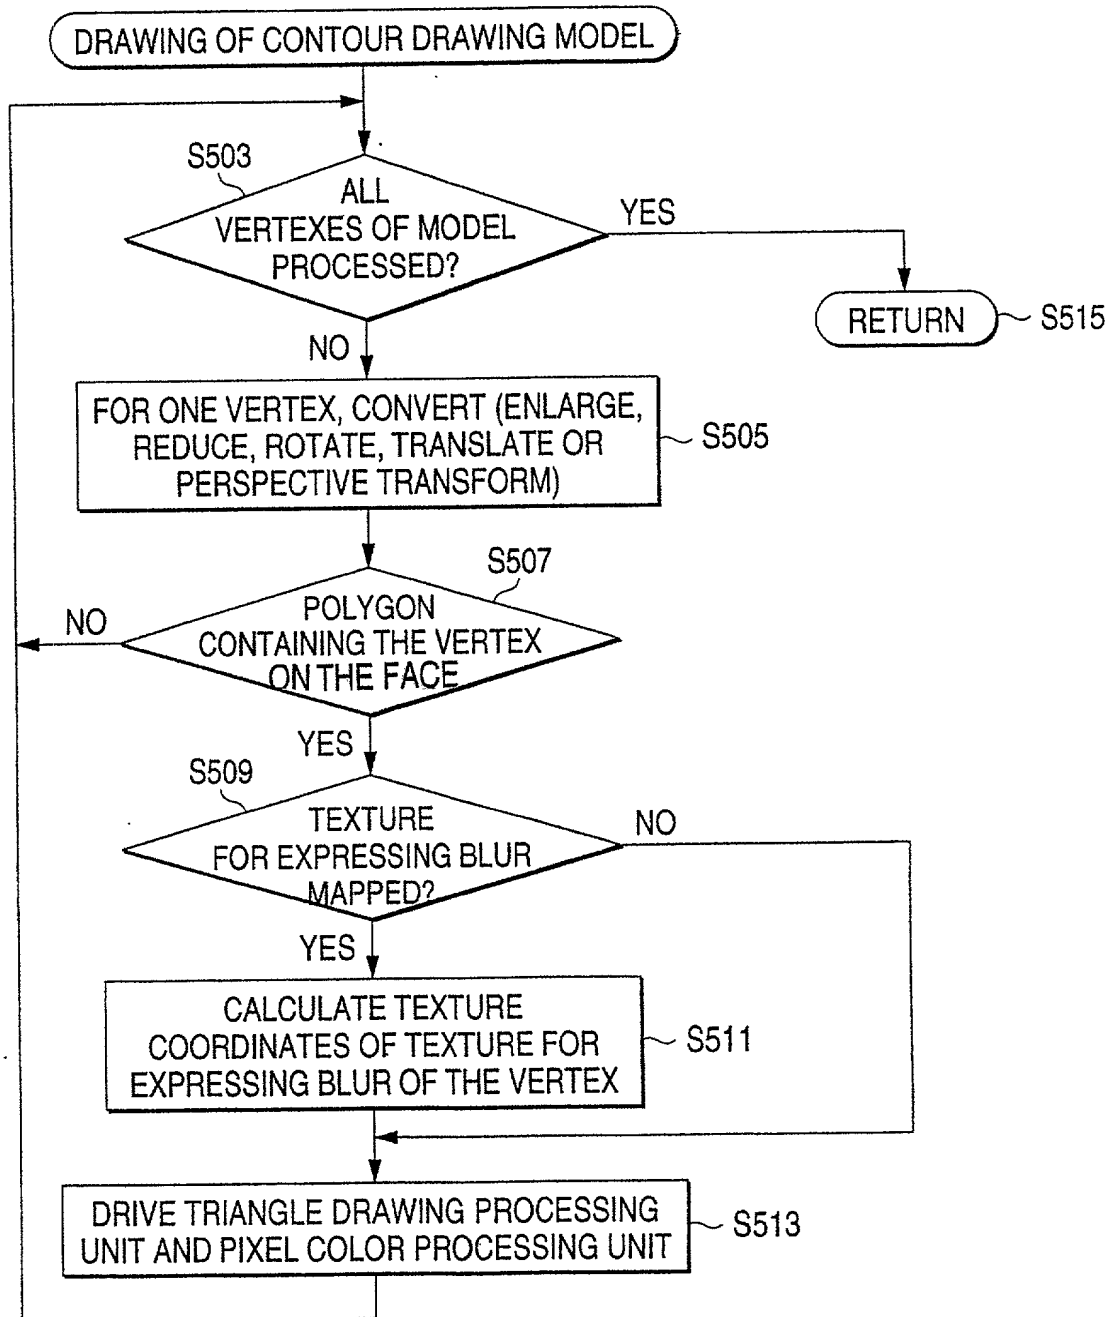 DRAWING OF CONTOUR DRAWING MODEL
S503
ALL
VERTEXES OF MODEL
PROCESSED?
YES
RETURN
S515
NO
FOR ONE VERTEX, CONVERT (ENLARGE,
REDUCE, ROTATE, TRANSLATE OR
PERSPECTIVE TRANSFORM)
S505
S507
POLYGON
CONTAINING THE VERTEX
ON THE FACE
NO
YES
S509
TEXTURE
FOR EXPRESSING BLUR
MAPPED?
NO
YES
CALCULATE TEXTURE
COORDINATES OF TEXTURE FOR
EXPRESSING BLUR OF THE VERTEX
S511
DRIVE TRIANGLE DRAWING PROCESSING
UNIT AND PIXEL COLOR PROCESSING UNIT
S513